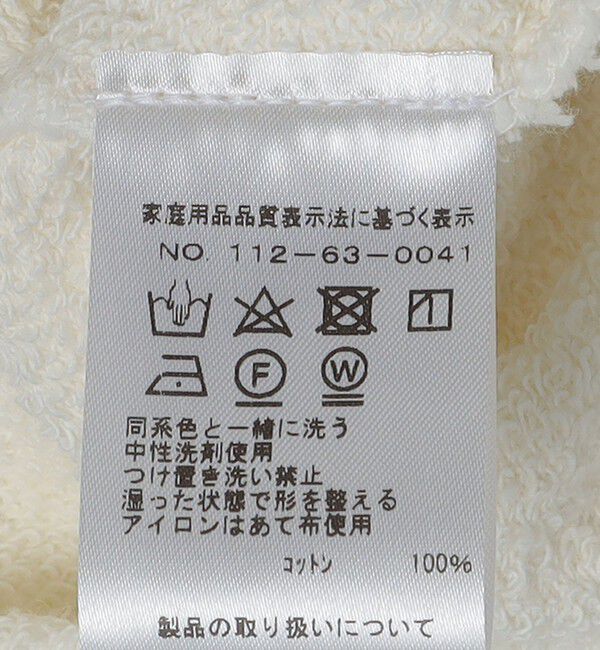 家庭用品品質表示法に基づく表示
NO. 112-63-0041
F W
同系色と一緒に洗う
中性洗剤使用
つけ置き洗い禁止
湿った状態で形を整える
アイロンはあて布使用
コットン 100%
製品の取り扱いについて